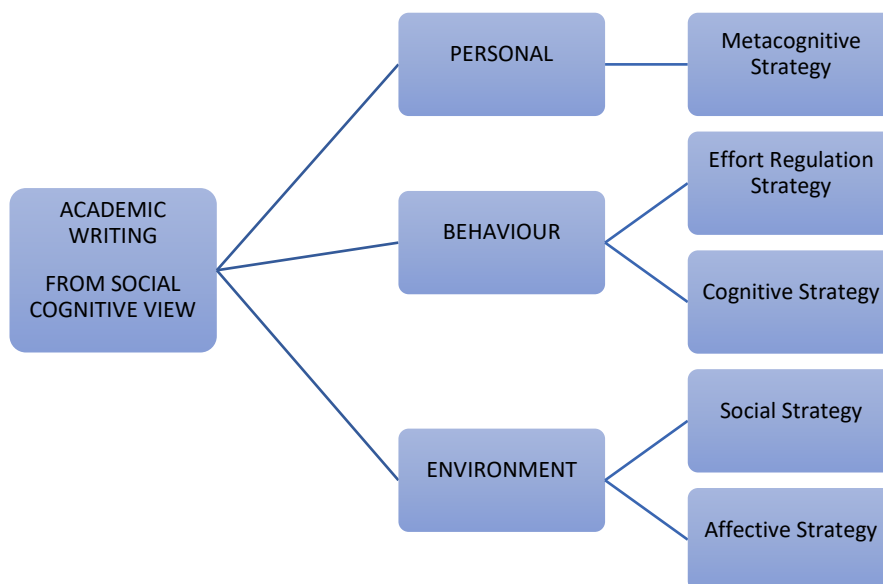 ACADEMIC
WRITING
FROM SOCIAL
COGNITIVE VIEW
PERSONAL
Metacognitive
Strategy
BEHAVIOUR
Effort Regulation
Strategy
Cognitive Strategy
ENVIRONMENT
Social Strategy
Affective Strategy